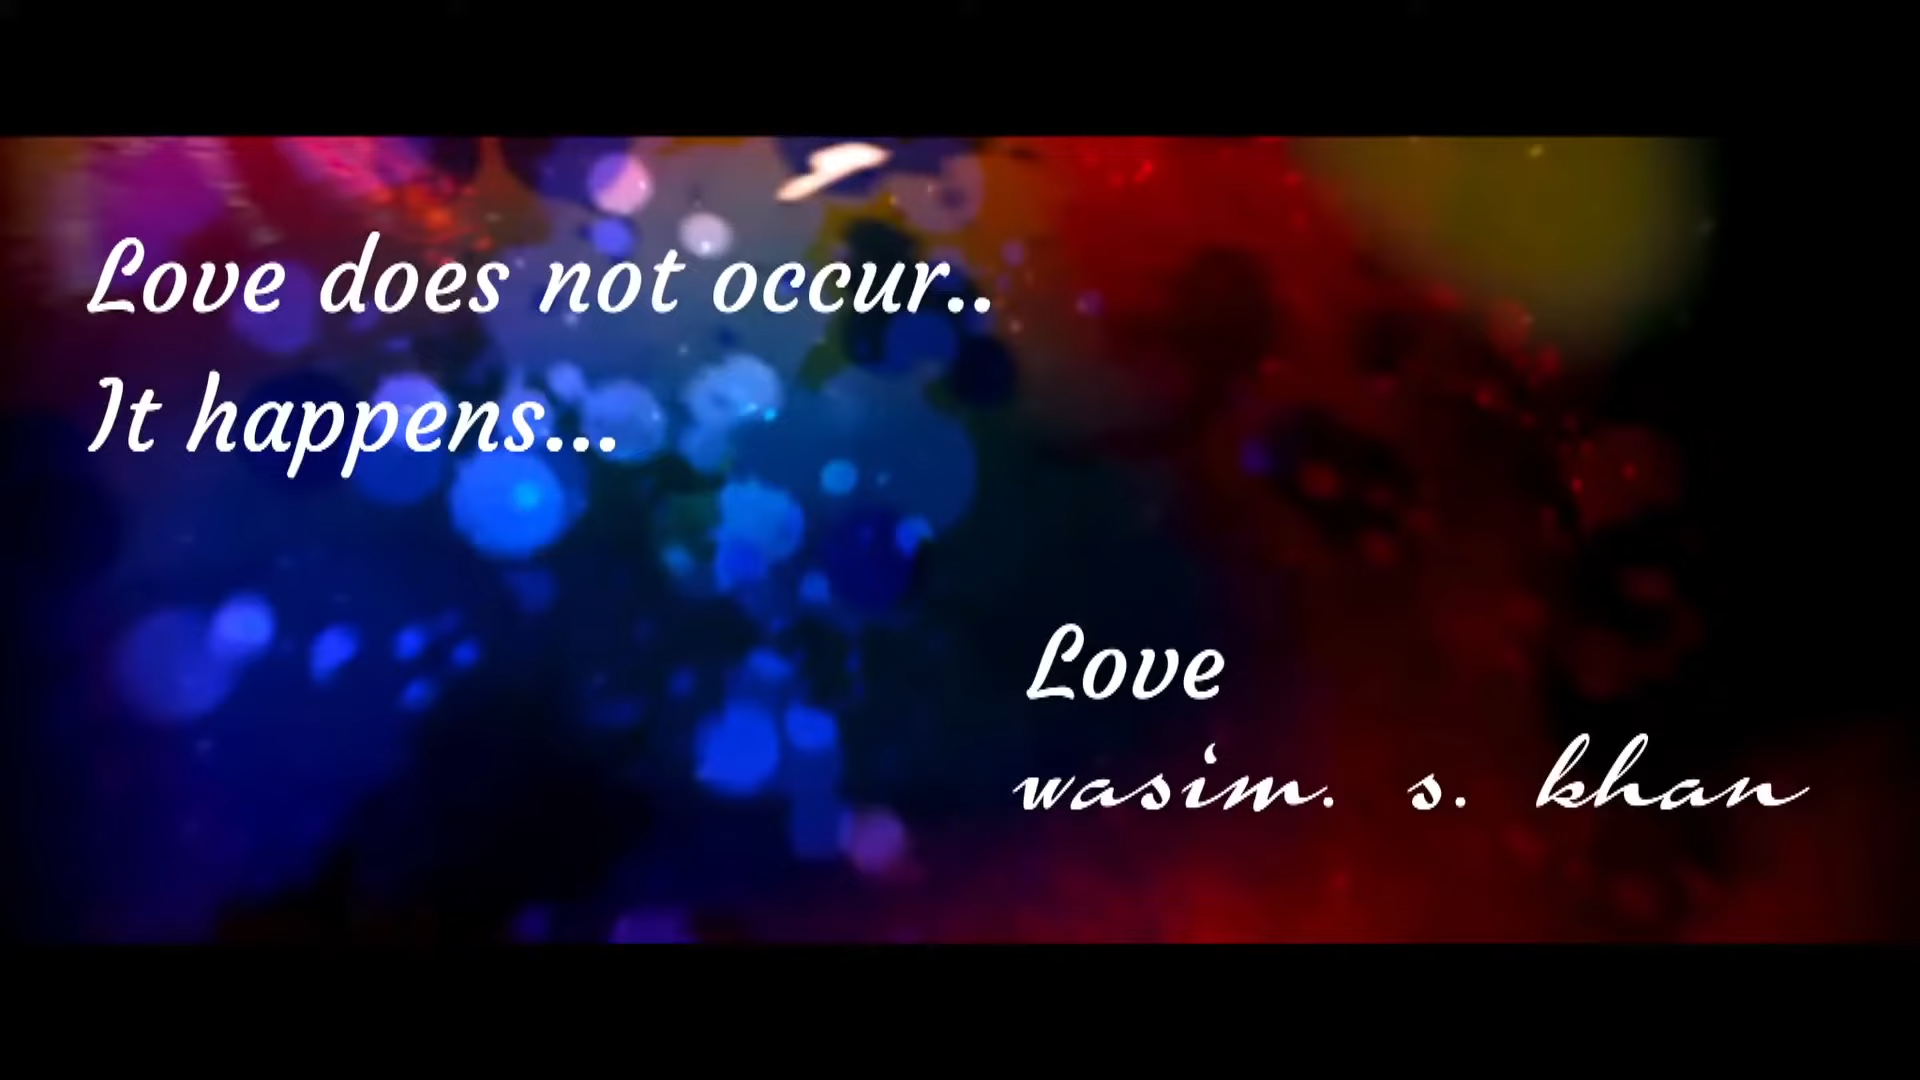 Love does not occur..
It happens...
Love
wasim. s. khan